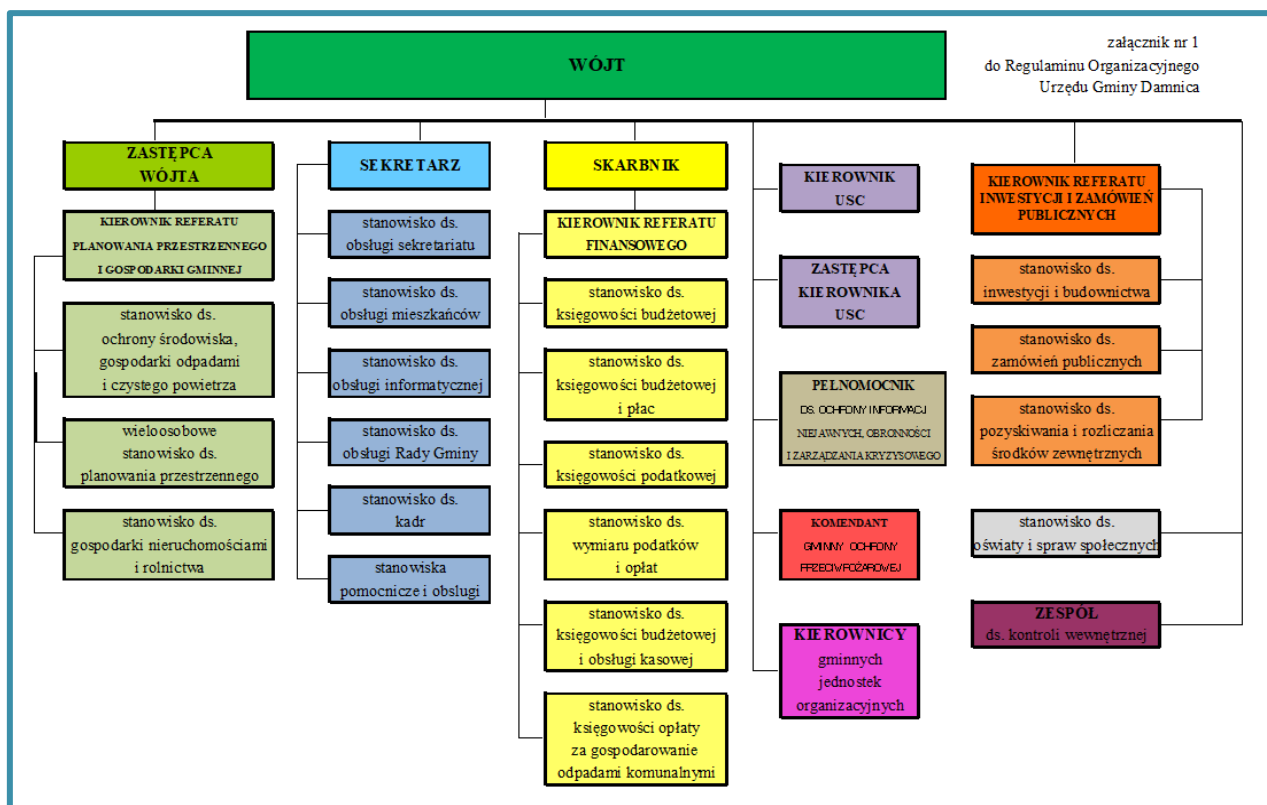 WÓJT
załącznik nr 1
do Regulaminu Organizacyjnego
Urzędu Gminy Damnica
ZASTĘPCA
WÓJTA
KIEROWNIK REFERATU
PLANOWANIA PRZESTRZENNEGO
I GOSPODARKI GMINNEJ
stanowisko ds.
ochrony środowiska,
gospodarki odpadami
i czystego powietrza
wieloosobowe
stanowisko ds.
planowania przestrzennego
stanowisko ds.
gospodarki nieruchomościami
i rolnictwa
SEKRETARZ
stanowisko ds.
obsługi sekretariatu
stanowisko ds.
obsługi mieszkańców
stanowisko ds.
obsługi informatycznej
stanowisko ds.
obsługi Rady Gminy
stanowisko ds.
kadr
stanowiska
pomocnicze i obslugi
SKARBNIK
KIEROWNIK REFERATU
FINANSOWEGO
stanowisko ds.
księgowości budżetowej
stanowisko ds.
księgowości budżetowej
i płac
stanowisko ds.
księgowości podatkowej
stanowisko ds.
wymiaru podatków
i opłat
stanowisko ds.
księgowości budżetowej
i obsługi kasowej
stanowisko ds.
księgowości opłaty
za gospodarowanie
odpadami komunalnymi
KIEROWNIK
USC
ZASTĘPCA
KIEROWNIKA
USC
PEŁNOMOCNIK
DS. OCHRONY INFORMACJI
NIEJAWNYCH, OBRONNOŚCI
I ZARZĄDZANIA KRYZYSOWEGO
KOMENDANT
GMINNY OCHRONY
PRZECIWPOŻAROWEJ
KIEROWNICY
gminnych
jednostek
organizacyjnych
KIEROWNIK REFERATU
INWESTYCJI I ZAMÓWIEŃ
PUBLICZNYCH
stanowisko ds.
inwestycji i budownictwa
stanowisko ds.
zamówień publicznych
stanowisko ds.
pozyskiwania i rozliczania
środków zewnętrznych
stanowisko ds.
oświaty i spraw społecznych
ZESPÓŁ
ds. kontroli wewnętrznej